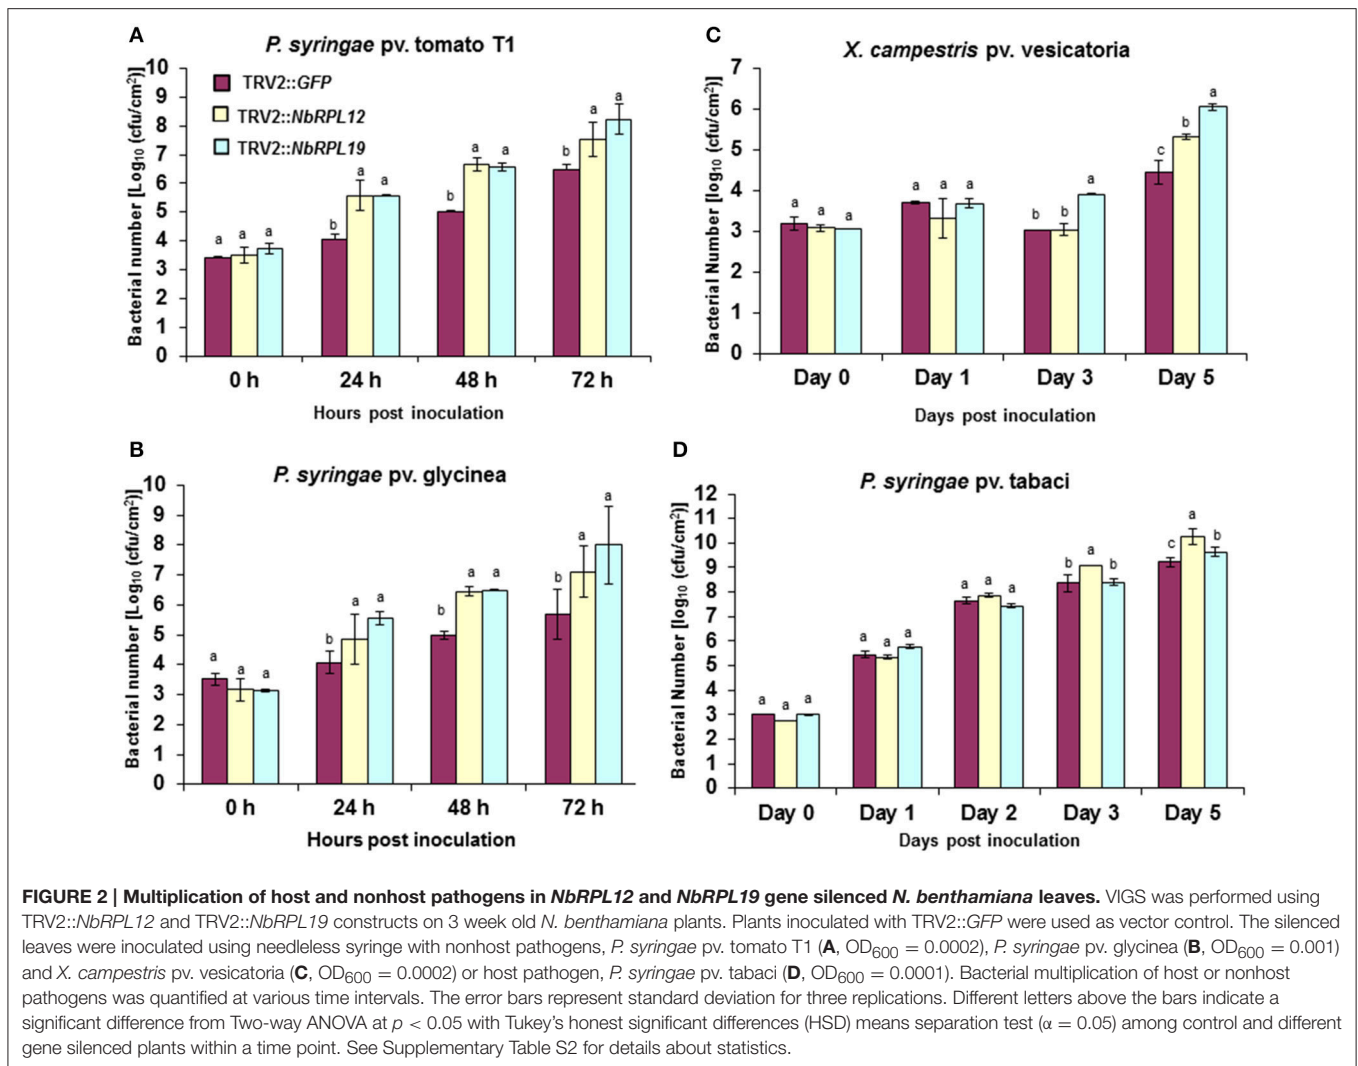 A
P. syringae pv. tomato T1
Bacterial number [Log10 (cfu/cm2)]
10
9
8
7
6
5
4
3
2
1
0
TRV2::GFP
TRV2::NbRPL12
TRV2::NbRPL19
a a a
b a a
b a a
b a a
0 h 24 h 48 h 72 h
Hours post inoculation
C
X. campestris pv. vesicatoria
Bacterial Number [log10 (cfu/cm2)]
7
6
5
4
3
2
1
0
a a a
a a a
b b a
c b a
Day 0 Day 1 Day 3 Day 5
Days post inoculation
B
P. syringae pv. glycinea
Bacterial number [Log10 (cfu/cm2)]
10
9
8
7
6
5
4
3
2
1
0
a a a
b a a
b a a
b a a
0 h 24 h 48 h 72 h
Hours post inoculation
D
P. syringae pv. tabaci
Bacterial Number [log10 (cfu/cm2)]
12
11
10
9
8
7
6
5
4
3
2
1
0
a a a
a a a
a a a
b a b
c a b
Day 0 Day 1 Day 2 Day 3 Day 5
Days post inoculation
FIGURE 2 | Multiplication of host and nonhost pathogens in NbRPL12 and NbRPL19 gene silenced N. benthamiana leaves. VIGS was performed using
TRV2::NbRPL12 and TRV2::NbRPL19 constructs on 3 week old N. benthamiana plants. Plants inoculated with TRV2::GFP were used as vector control. The silenced
leaves were inoculated using needleless syringe with nonhost pathogens, P. syringae pv. tomato T1 (A, OD600 = 0.0002), P. syringae pv. glycinea (B, OD600 = 0.001)
and X. campestris pv. vesicatoria (C, OD600 = 0.0002) or host pathogen, P. syringae pv. tabaci (D, OD600 = 0.0001). Bacterial multiplication of host or nonhost
pathogens was quantified at various time intervals. The error bars represent standard deviation for three replications. Different letters above the bars indicate a
significant difference from Two-way ANOVA at p < 0.05 with Tukey's honest significant differences (HSD) means separation test (α = 0.05) among control and different
gene silenced plants within a time point. See Supplementary Table S2 for details about statistics.